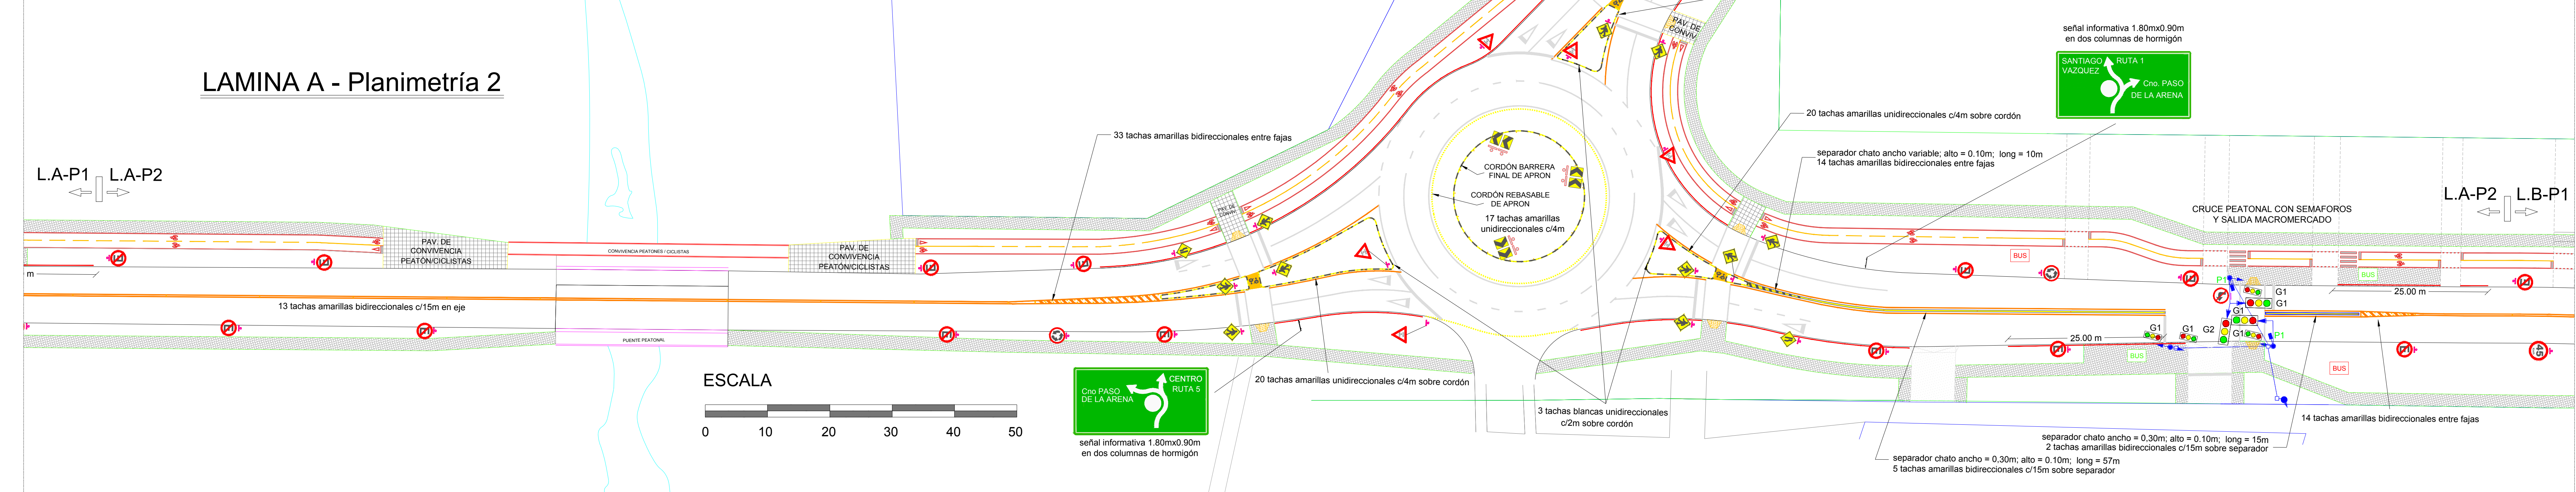 LAMINA A - Planimetría 2
L.A-P1
L.A-P2
m
13 tachas amarillas bidireccionales c/15m en eje
PAV. DE
CONVIVENCIA
PEATÓN/CICLISTAS
CONVIVENCIA PEATONES / CICLISTAS
PUENTE PEATONAL
PAV. DE
CONVIVENCIA
PEATÓN/CICLISTAS
33 tachas amarillas bidireccionales entre fajas
ESCALA
0 10 20 30 40 50
Cno PASO
DE LA ARENA
CENTRO
RUTA 5
señal informativa 1.80mx0.90m
en dos columnas de hormigón
PAV. DE
CONVIV.
20 tachas amarillas unidireccionales c/4m sobre cordón
CORDÓN BARRERA
FINAL DE APRON
CORDÓN REBASABLE
DE APRON
17 tachas amarillas
unidireccionales c/4m
3 tachas blancas unidireccionales
c/2m sobre cordón
PAV. DE
CONVIV.
20 tachas amarillas unidireccionales c/4m sobre cordón
separador chato ancho variable; alto = 0.10m; long = 10m
14 tachas amarillas bidireccionales entre fajas
señal informativa 1.80mx0.90m
en dos columnas de hormigón
SANTIAGO
VAZQUEZ
RUTA 1
Cno. PASO
DE LA ARENA
CRUCE PEATONAL CON SEMAFOROS
Y SALIDA MACROMERCADO
L.A-P2
L.B-P1
BUS
BUS
25.00 m
P1
G1
G1
G1
G1
G2
G1
G1
P1
25.00 m
BUS
BUS
45
14 tachas amarillas bidireccionales entre fajas
separador chato ancho = 0,30m; alto = 0.10m; long = 15m
2 tachas amarillas bidireccionales c/15m sobre separador
separador chato ancho = 0,30m; alto = 0.10m; long = 57m
5 tachas amarillas bidireccionales c/15m sobre separador